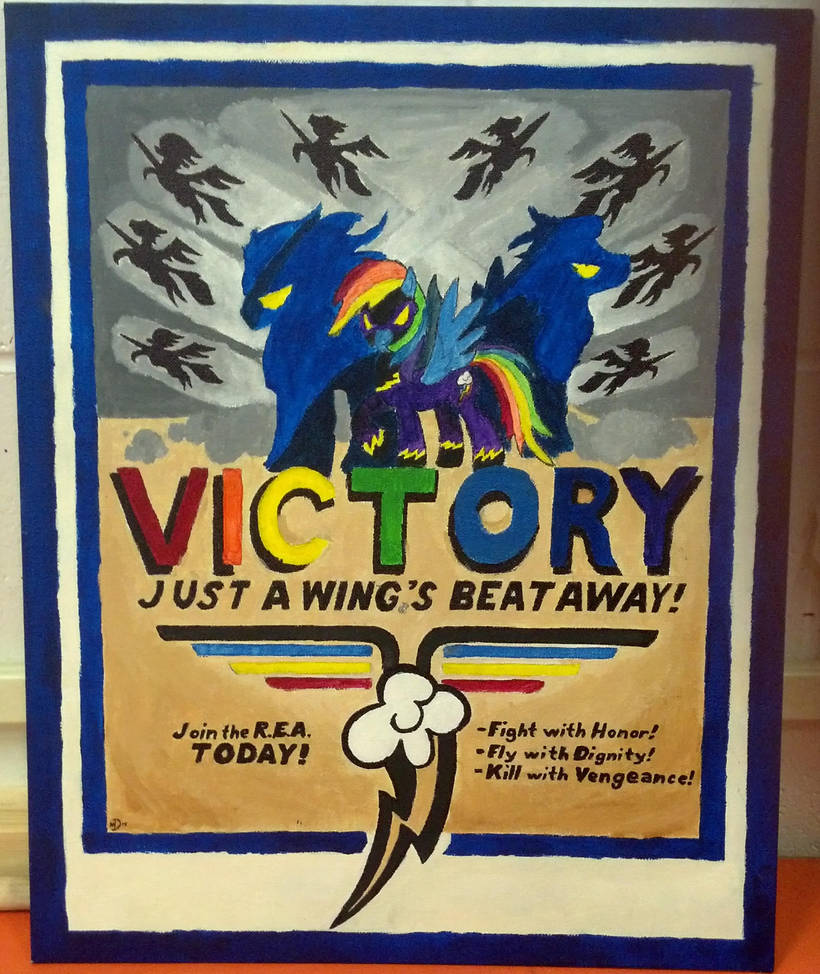 VICTORY
JUST A WING'S BEAT AWAY!
Join the R.E.A.
TODAY!
-Fight with Honor!
-Fly with Dignity!
-Kill with Vengeance!